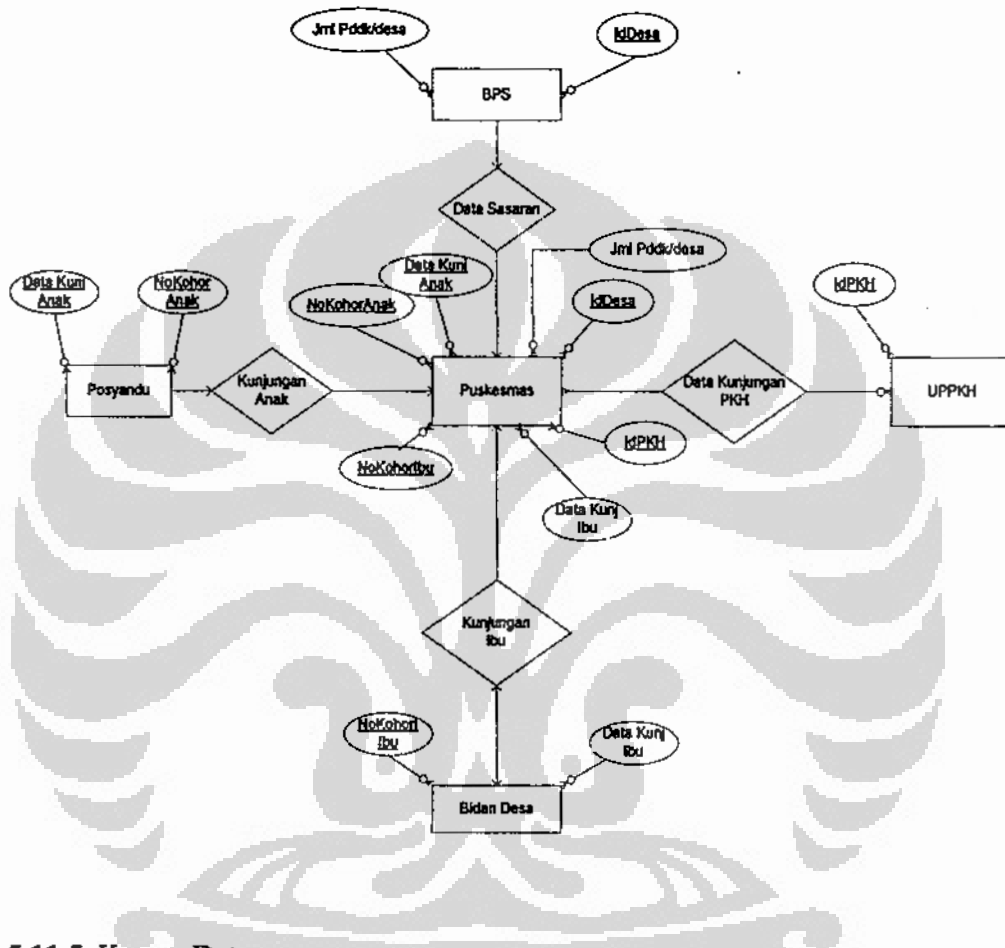 Jml Pddk/desa
IdDesa
BPS
Data Sasaran
Data Kunj
Anak
NoKohor
Anak
NoKohorAnak
Data Kunj
Anak
Jml Pddk/desa
IdDesa
IdPKH
Posyandu
Kunjungan
Anak
Puskesmas
Data Kunjungan
PKH
UPPKH
NoKohorIbu
IdPKH
Data Kunj
Ibu
Kunjungan
Ibu
NoKohort
Ibu
Data Kunj
Ibu
Bidan Desa